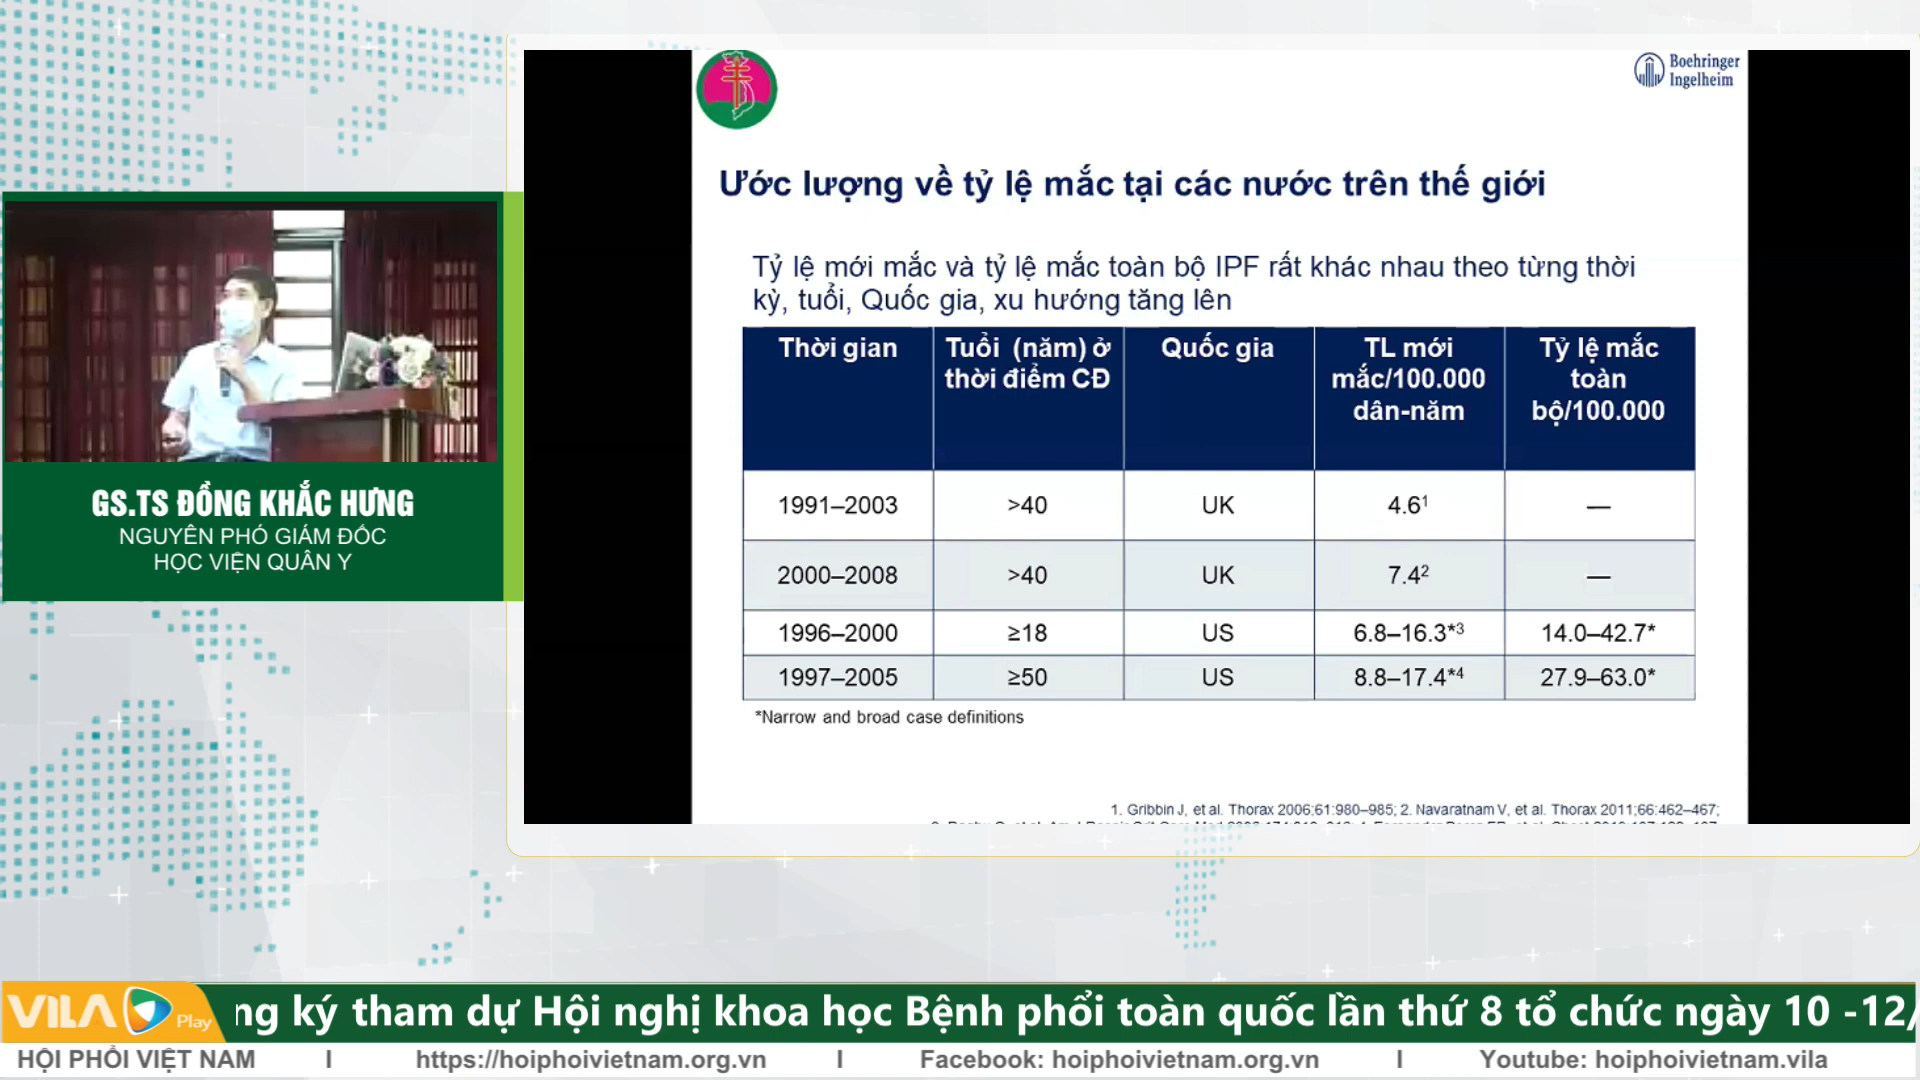 Boehringer
Ingelheim
Ước lượng về tỷ lệ mắc tại các nước trên thế giới
Tỷ lệ mới mắc và tỷ lệ mắc toàn bộ IPF rất khác nhau theo từng thời
kỳ, tuổi, Quốc gia, xu hướng tăng lên
Thời gian
Tuổi (năm) ở
thời điểm CĐ
Quốc gia
TL mới
mắc/100.000
dân-năm
Tỷ lệ mắc
toàn
bộ/100.000
1991–2003 >40 UK 4.6¹ —
2000–2008 >40 UK 7.4² —
1996–2000 ≥18 US 6.8–16.3*³ 14.0–42.7*
1997–2005 ≥50 US 8.8–17.4*⁴ 27.9–63.0*
*Narrow and broad case definitions
1. Gribbin J, et al. Thorax 2006;61:980–985; 2. Navaratnam V, et al. Thorax 2011;66:462–467;
GS.TS ĐỒNG KHẮC HƯNG
NGUYÊN PHÓ GIÁM ĐỐC
HỌC VIỆN QUÂN Y
VILA Play
ng ký tham dự Hội nghị khoa học Bệnh phổi toàn quốc lần thứ 8 tổ chức ngày 10 -12/
HỘI PHỔI VIỆT NAM I https://hoiphoivietnam.org.vn I Facebook: hoiphoivietnam.org.vn I Youtube: hoiphoivietnam.vila